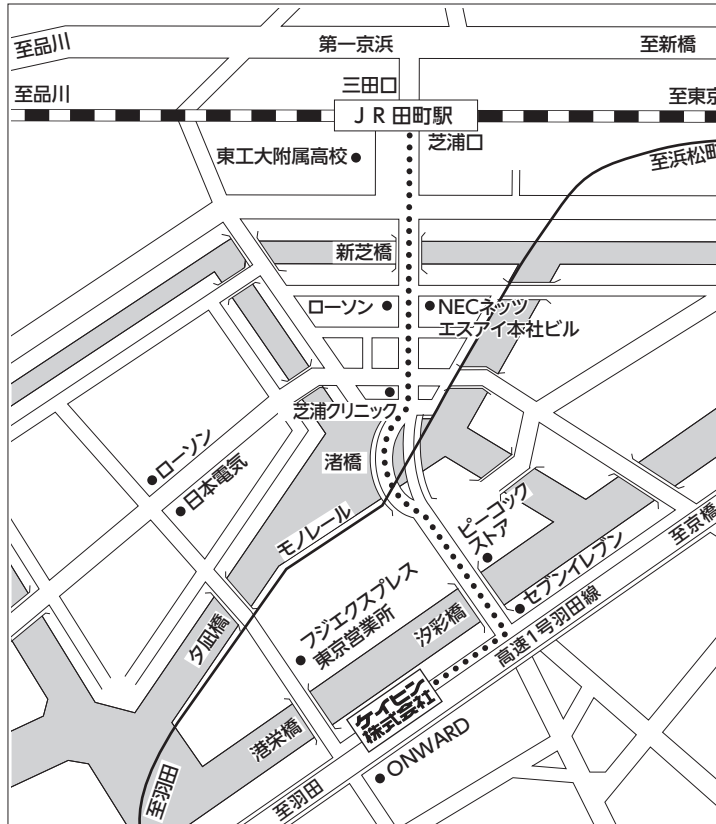 至品川
第一京浜
至新橋
至品川
三田口
至東京
JR田町駅
芝浦口
東工大附属高校
至浜松町
新芝橋
ローソン
NECネッツ
エスアイ本社ビル
芝浦クリニック
渚橋
ローソン
日本電気
モノレール
ピーコック
ストア
至京橋
セブンイレブン
フジエクスプレス
東京営業所
汐彩橋
高速1号羽田線
夕凪橋
ケイヒン
株式会社
港栄橋
ONWARD
至羽田
至羽田